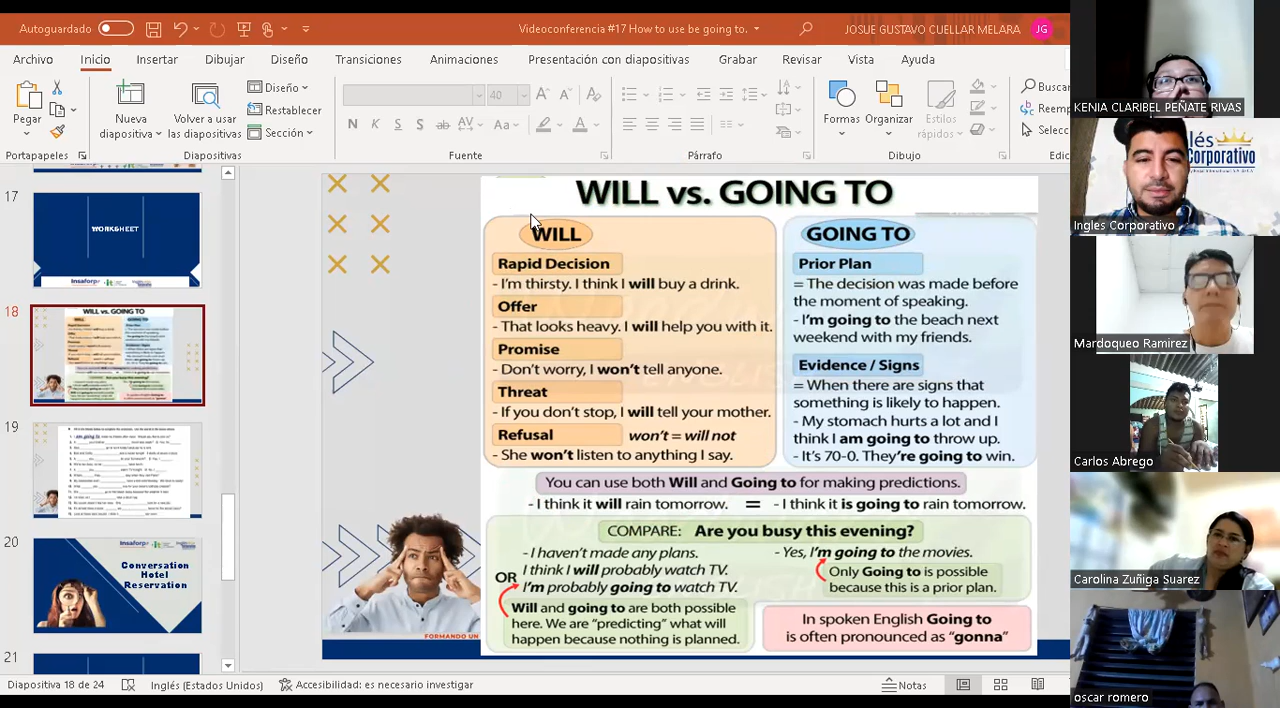 Autoguardado
Videoconferencia #17 How to use be going to.
JOSUE GUSTAVO CUELLAR MELARA
JG
Archivo
Inicio
Insertar
Dibujar
Diseño
Transiciones
Animaciones
Presentación con diapositivas
Grabar
Revisar
Vista
Ayuda
Pegar
Nueva
diapositiva
Volver a usar
las diapositivas
Diseño
Restablecer
Sección
40
N
K
S
S
ab
AV
Aa
A
Formas
Organizar
Estilos
rápidos
Buscar
Reemp
Selecc
Portapapeles
Diapositivas
Fuente
Párrafo
Dibujo
Edic
17
WORKSHEET
Insaforp
18
WILL vs. GOING TO
19
20
Insaforp
Conversation
Hotel
Reservation
21
WILL vs. GOING TO
WILL
Rapid Decision
- I'm thirsty. I think I will buy a drink.
Offer
- That looks heavy. I will help you with it.
Promise
- Don't worry, I won't tell anyone.
Threat
- If you don't stop, I will tell your mother.
Refusal
won't = will not
- She won't listen to anything I say.
GOING TO
Prior Plan
= The decision was made before
the moment of speaking.
- I'm going to the beach next
weekend with my friends.
Evidence / Signs
= When there are signs that
something is likely to happen.
- My stomach hurts a lot and I
think I am going to throw up.
- It's 70-0. They're going to win.
You can use both Will and Going to for making predictions.
- I think it will rain tomorrow. = - I think it is going to rain tomorrow.
COMPARE: Are you busy this evening?
- I haven't made any plans.
I think I will probably watch TV.
OR
I'm probably going to watch TV.
Will and going to are both possible
here. We are "predicting" what will
happen because nothing is planned.
- Yes, I'm going to the movies.
Only Going to is possible
because this is a prior plan.
In spoken English Going to
is often pronounced as "gonna"
FORMANDO UN
Diapositiva 18 de 24
Inglés (Estados Unidos)
Accesibilidad: es necesario investigar
Notas
KENIA CLARIBEL PEÑATE RIVAS
lés
Corporativo
Ingles Corporativo
Mardoqueo Ramirez
Carlos Abrego
Carolina Zuñiga Suarez
oscar romero